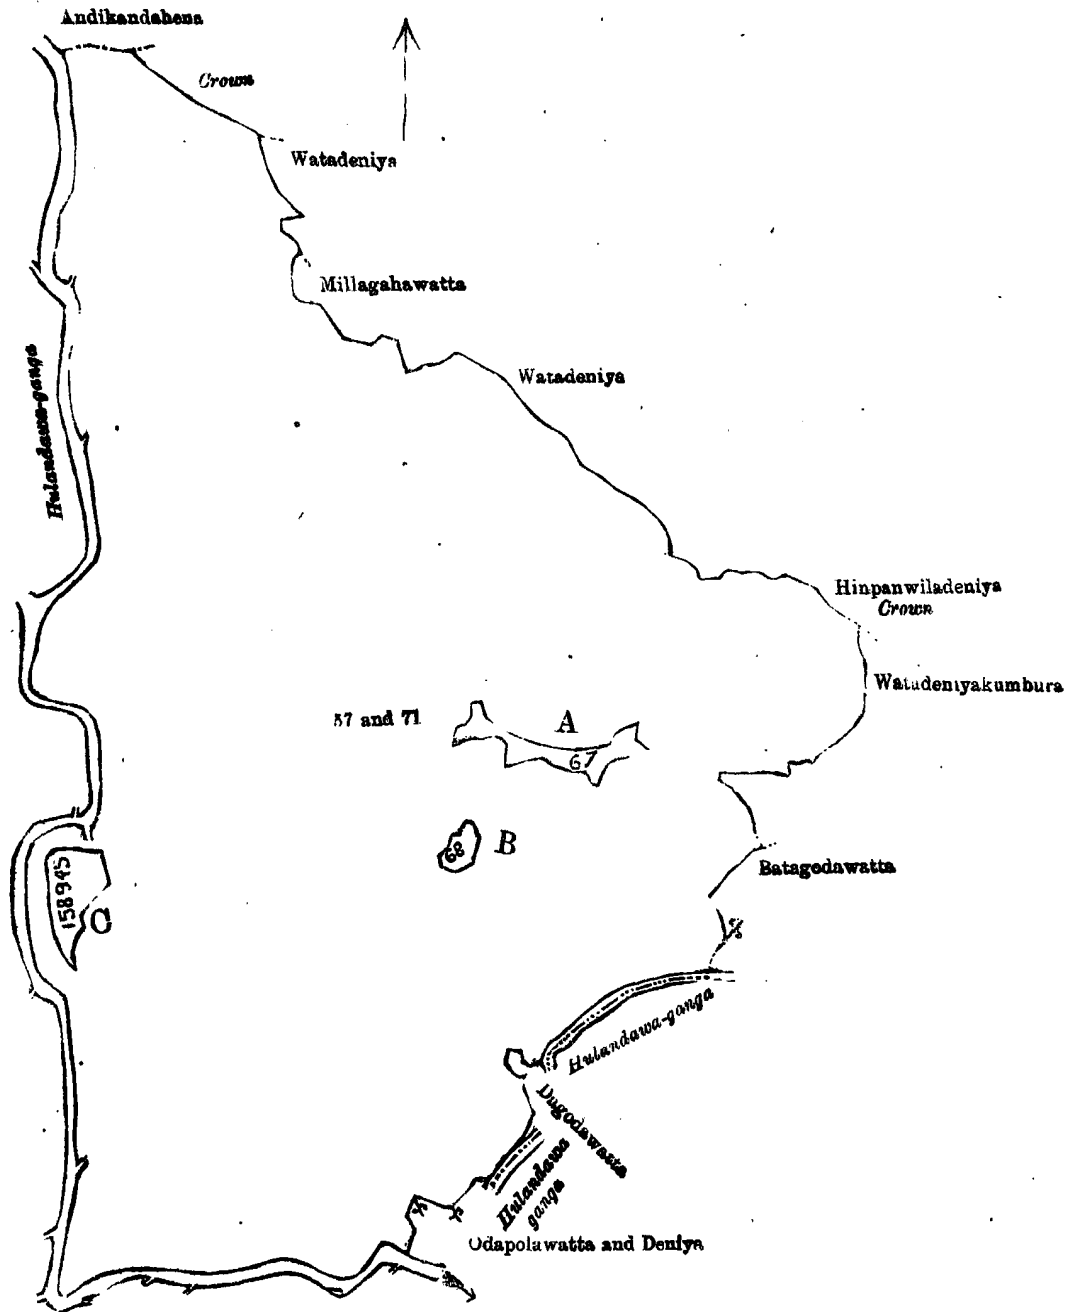 Andikandahena
Crown
Watadeniya
Millagahawatta
Hulandawa-ganga
Watadeniya
Hinpanwiladeniya
Crown
Watadeniyakumbura
57 and 71
A
67
68
B
Batagodawatta
158945
C
Hulandawa-ganga
Dugodawatta
Hulandawa
ganga
Udapolawatta and Deniya